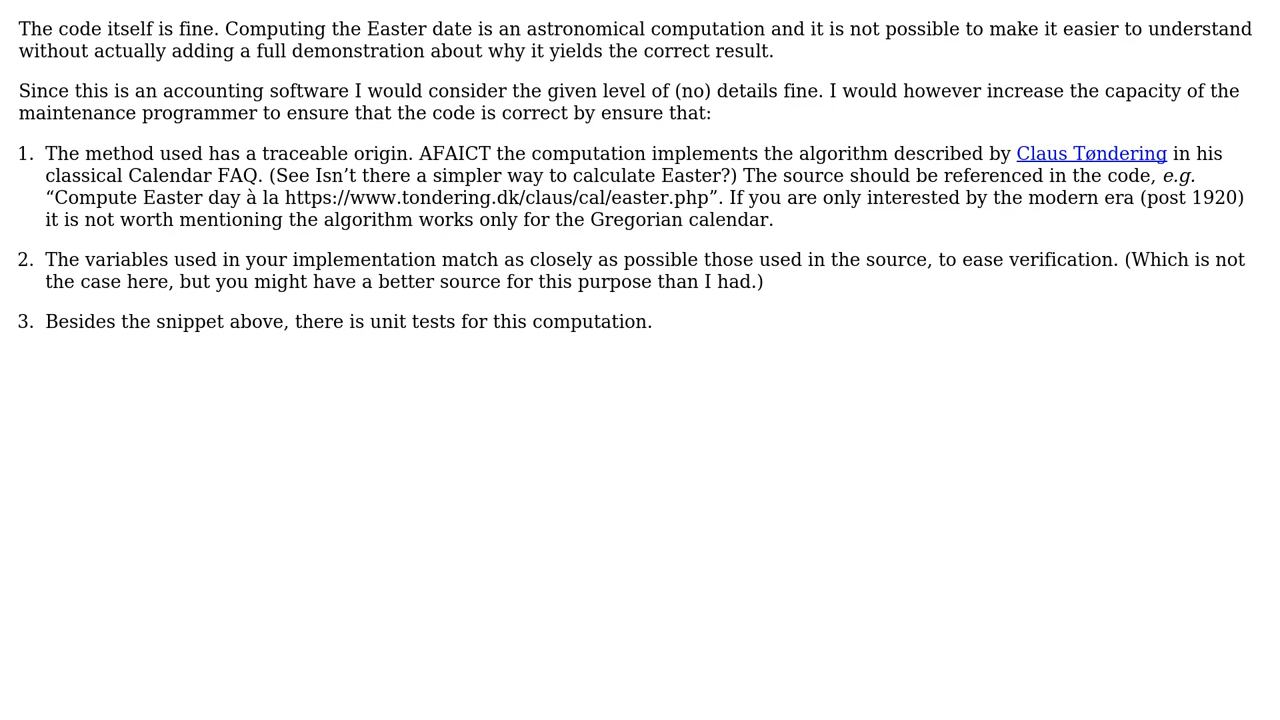 The code itself is fine. Computing the Easter date is an astronomical computation and it is not possible to make it easier to understand
without actually adding a full demonstration about why it yields the correct result.
Since this is an accounting software I would consider the given level of (no) details fine. I would however increase the capacity of the
maintenance programmer to ensure that the code is correct by ensure that:
1. The method used has a traceable origin. AFAICT the computation implements the algorithm described by Claus Tøndering in his
classical Calendar FAQ. (See Isn’t there a simpler way to calculate Easter?) The source should be referenced in the code, e.g.
“Compute Easter day à la https://www.tondering.dk/claus/cal/easter.php”. If you are only interested by the modern era (post 1920)
it is not worth mentioning the algorithm works only for the Gregorian calendar.
2. The variables used in your implementation match as closely as possible those used in the source, to ease verification. (Which is not
the case here, but you might have a better source for this purpose than I had.)
3. Besides the snippet above, there is unit tests for this computation.